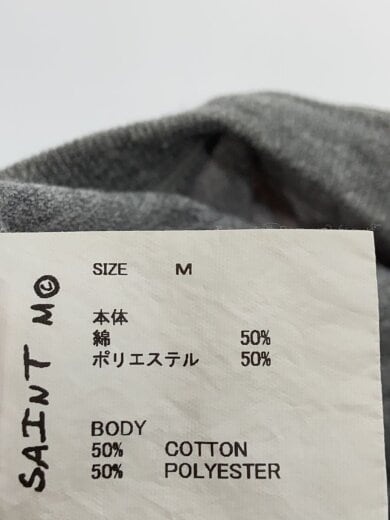 SAINT M©
SIZE M
本体
綿 50%
ポリエステル 50%
BODY
50% COTTON
50% POLYESTER